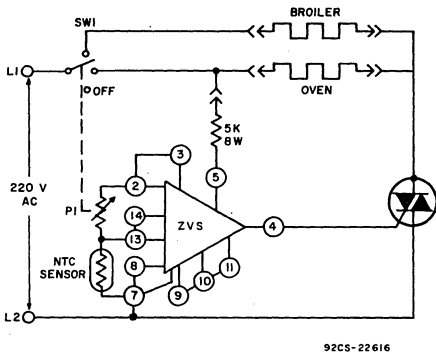 BROILER
SW1
L1
OFF
OVEN
5K
8W
3
2
5
220 V
AC
P1
14
ZVS
4
13
NTC
SENSOR
8
11
10
7
9
L2
92CS-22616